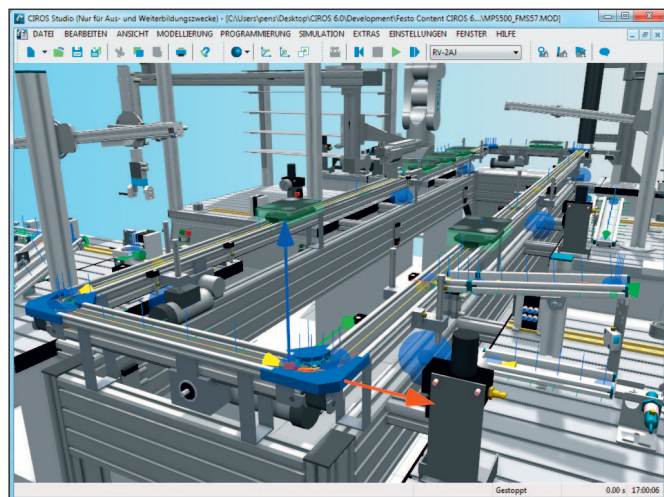 CIROS Studio (Nur für Aus- und Weiterbildungszwecke) - [C:\Users\pens\Desktop\CIROS 6.0\Development\Festo Content CIROS 6....\MPS500_FMS57.MOD]
DATEI BEARBEITEN ANSICHT MODELLIERUNG PROGRAMMIERUNG SIMULATION EXTRAS EINSTELLUNGEN FENSTER HILFE
RV-2AJ
Gestoppt 0.00 s 17:00:06